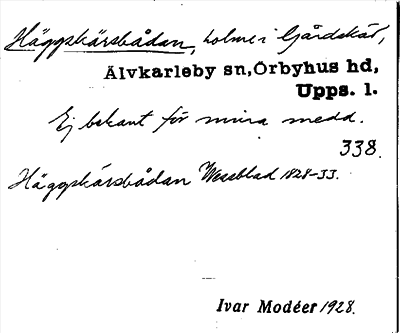 Häggskärsbådan, holme i Gårdskär,
Älvkarleby sn, Örbyhus hd,
Upps. l.
Ej bekant för mina medd.
338.
Häggskärsbådan Wessblad 1828-33.
Ivar Modéer 1928.